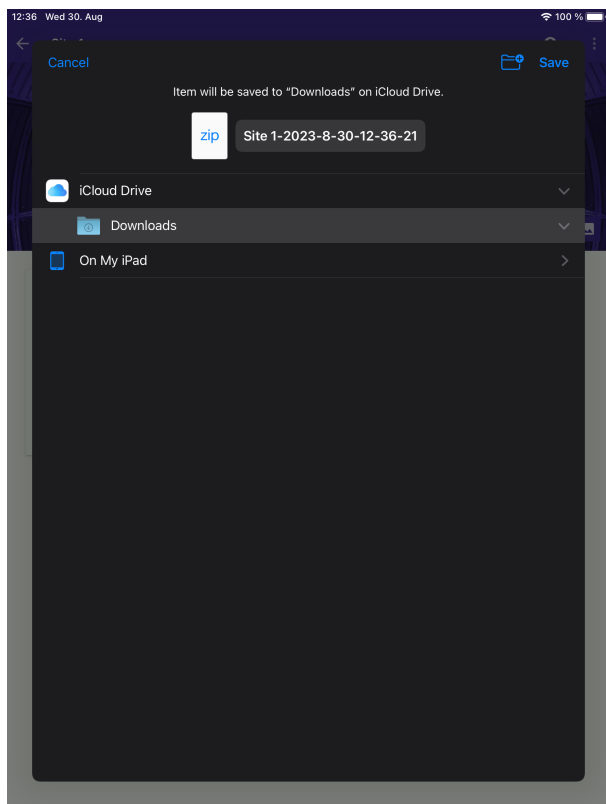 12:36 Wed 30. Aug 100 %
Cancel Save
Item will be saved to “Downloads” on iCloud Drive.
zip Site 1-2023-8-30-12-36-21
iCloud Drive
Downloads
On My iPad